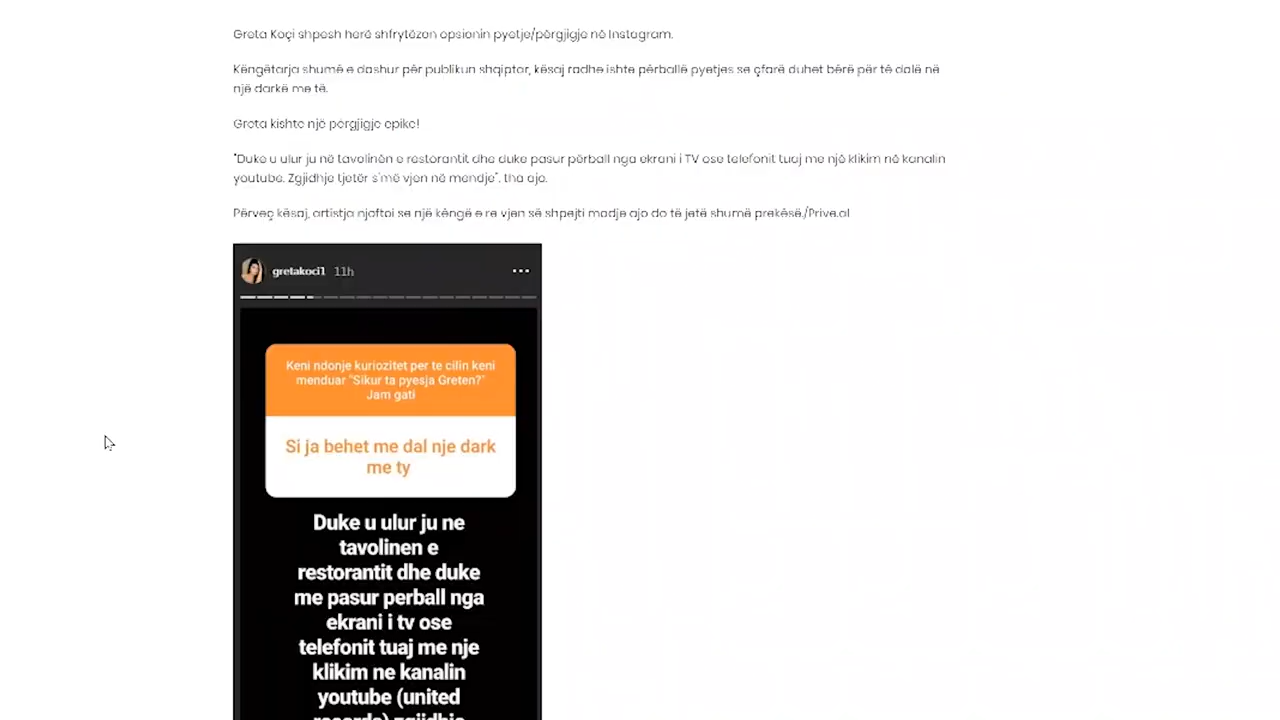 Greta Koçi shpesh herë shfrytëzon opsionin pyetje/përgjigje në Instagram.
Këngëtarja shumë e dashur për publikun shqiptar, kësaj radhe ishte përballë pyetjes se çfarë duhet bërë për të dalë në
një darkë me të.
Greta kishte një përgjigje epike!
"Duke u ulur ju në tavolinën e restorantit dhe duke pasur përball nga ekrani i TV ose telefonit tuaj me një klikim në kanalin
youtube. Zgjidhje tjetër s'më vjen në mendje", tha ajo.
Përveç kësaj, artistja njoftoi se një këngë e re vjen së shpejti madje ajo do të jetë shumë prekëse./Prive.al
gretakoci1 11h
Keni ndonje kuriozitet per te cilin keni
menduar "Sikur ta pyesja Greten?"
Jam gati
Si ja behet me dal nje dark
me ty
Duke u ulur ju ne
tavolinen e
restorantit dhe duke
me pasur perball nga
ekrani i tv ose
telefonit tuaj me nje
klikim ne kanalin
youtube (united
records) zgjidhje